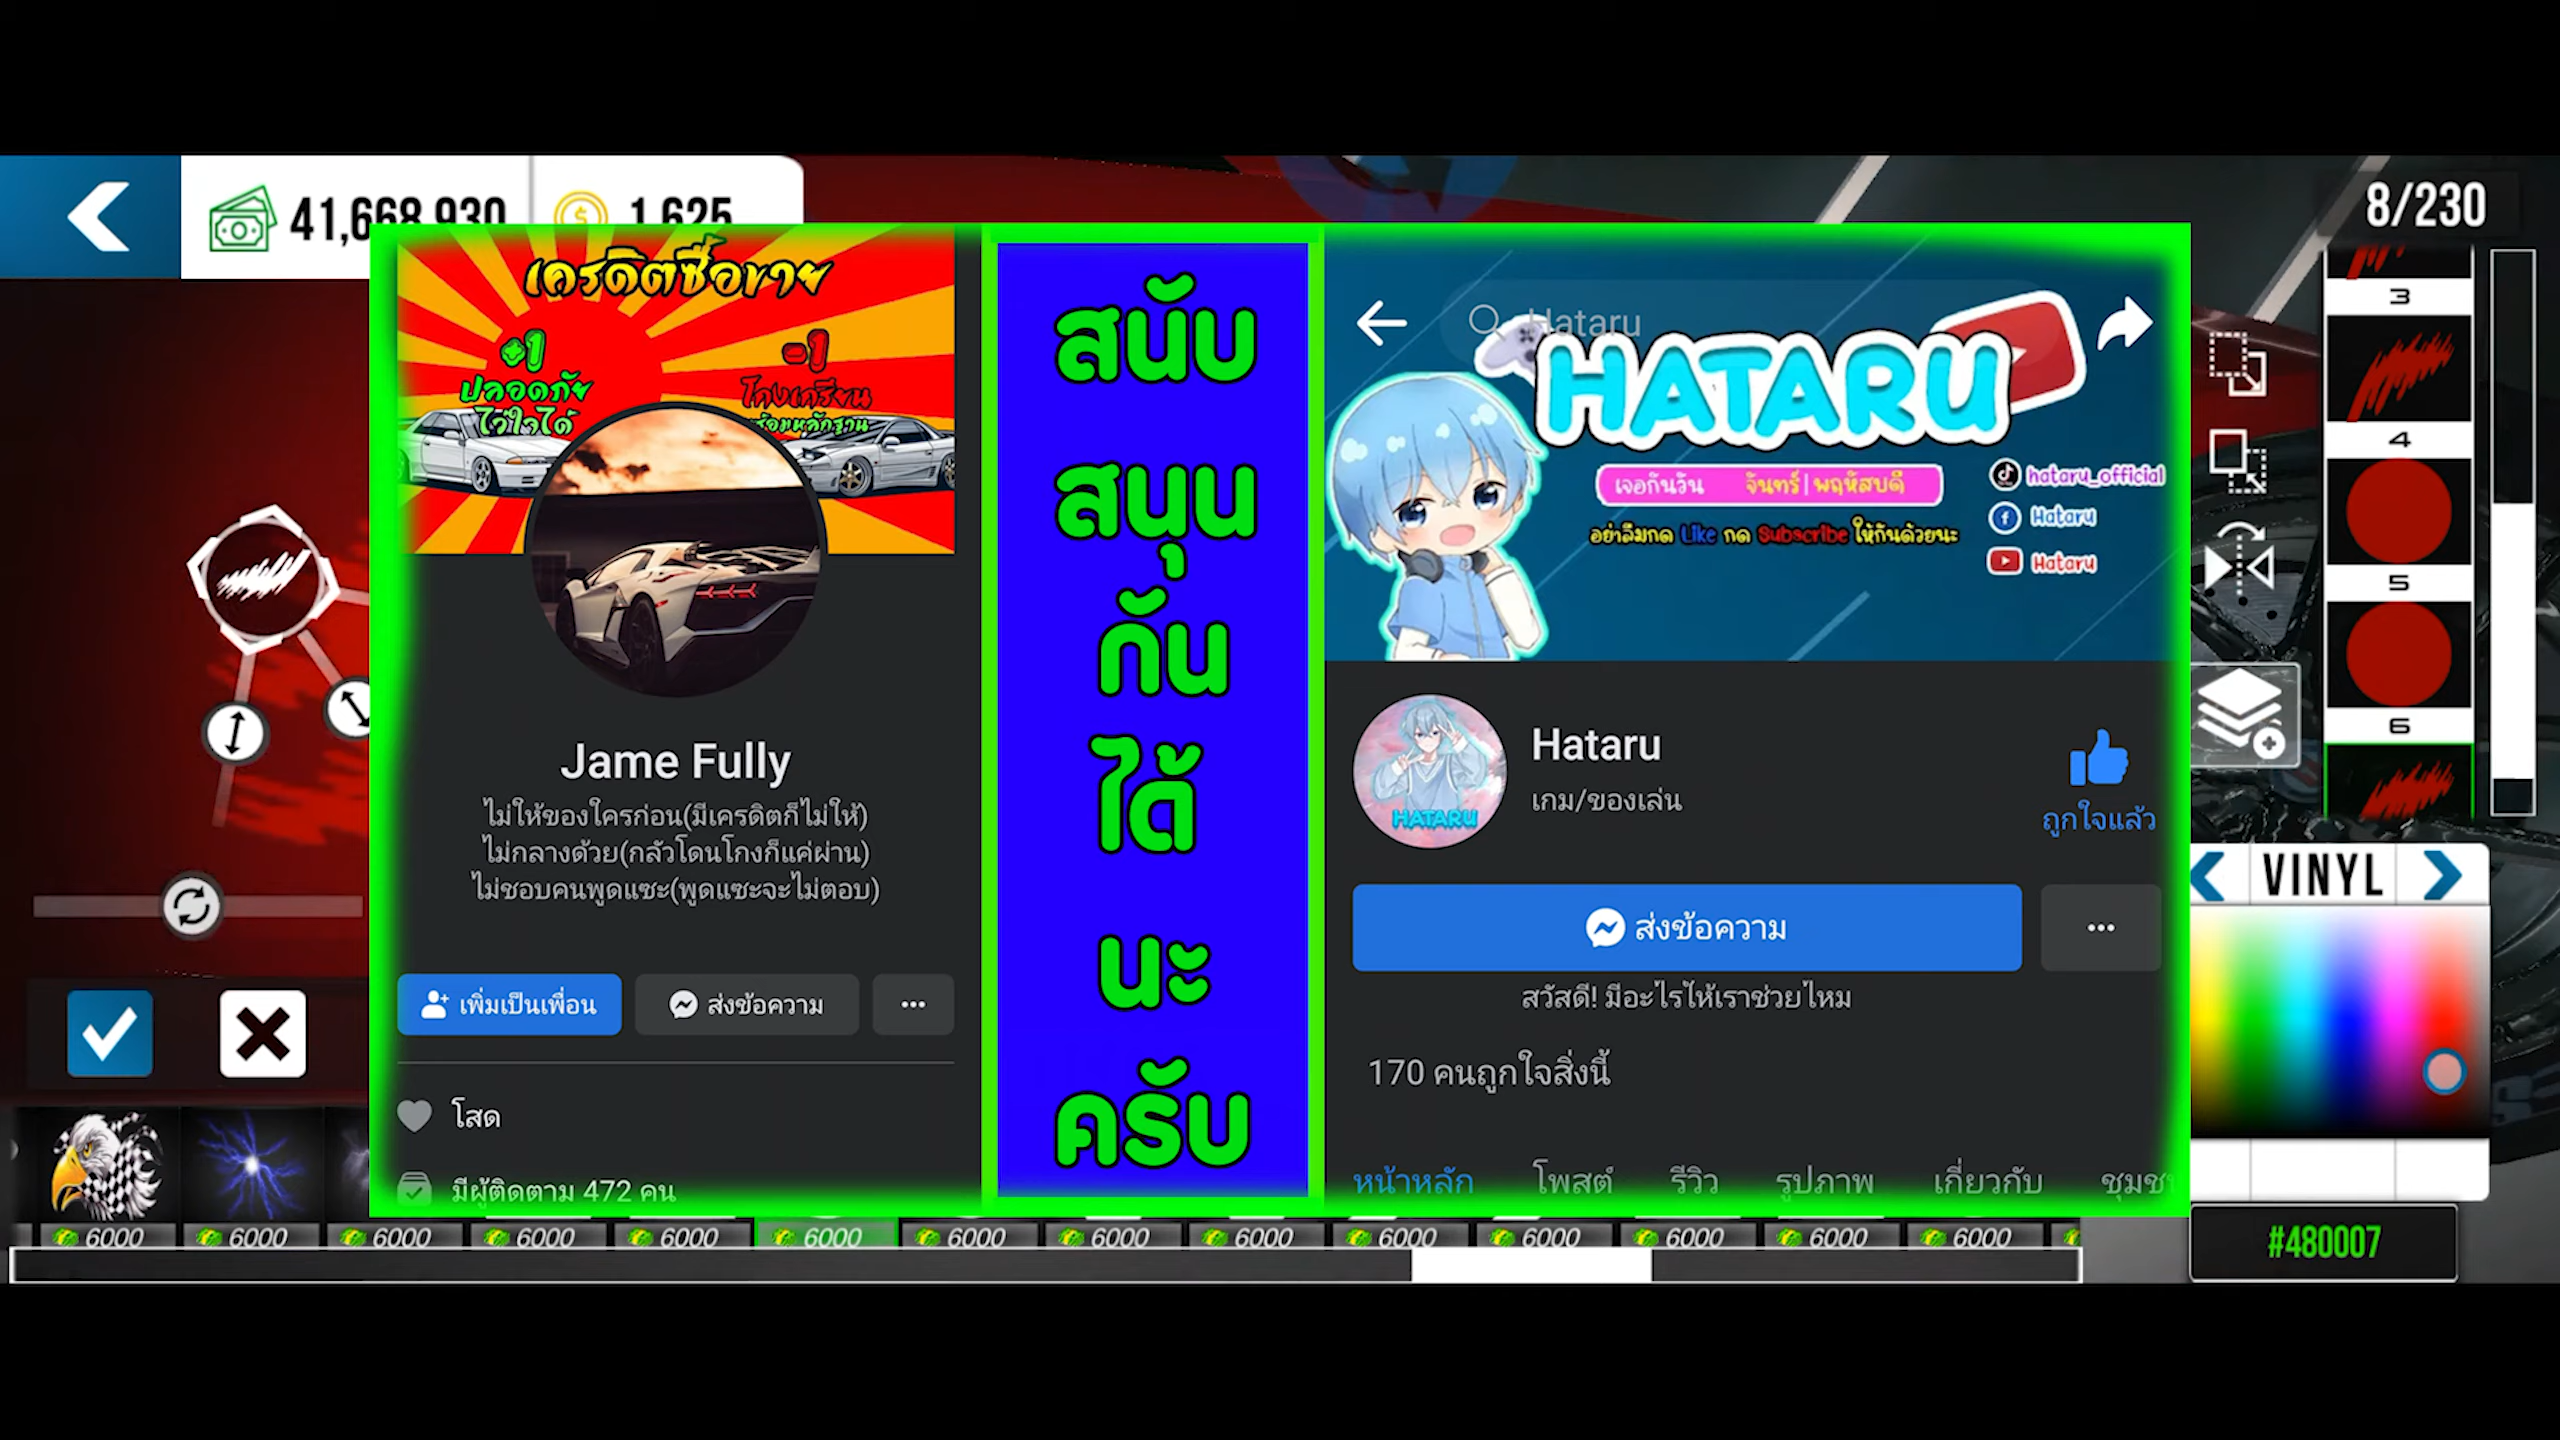 41,668,930
1,625
8/230
เครดิตซื้อขาย
+1
ปลอดภัย
ไว้ใจได้
-1
โกงเกรียน
พร้อมหลักฐาน
Jame Fully
ไม่ให้ของใครก่อน(มีเครดิตก็ไม่ให้)
ไม่กลางด้วย(กลัวโดนโกงก็แค่ผ่าน)
ไม่ชอบคนพูดแซะ(พูดแซะจะไม่ตอบ)
เพิ่มเป็นเพื่อน
ส่งข้อความ
โสด
มีผู้ติดตาม 472 คน
สนับ
สนุน
กัน
ได้
นะ
ครับ
Hataru
HATARU
เจอกันวัน จันทร์|พฤหัสบดี
อย่าลืมกด Like กด Subscribe ให้กันด้วยนะ
hataru_official
Hataru
Hataru
HATARU
Hataru
เกม/ของเล่น
ถูกใจแล้ว
ส่งข้อความ
สวัสดี! มีอะไรให้เราช่วยไหม
170 คนถูกใจสิ่งนี้
หน้าหลัก โพสต์ รีวิว รูปภาพ เกี่ยวกับ
3
4
5
6
VINYL
#480007
6000 6000 6000 6000 6000 6000 6000 6000 6000 6000 6000 6000 6000 6000